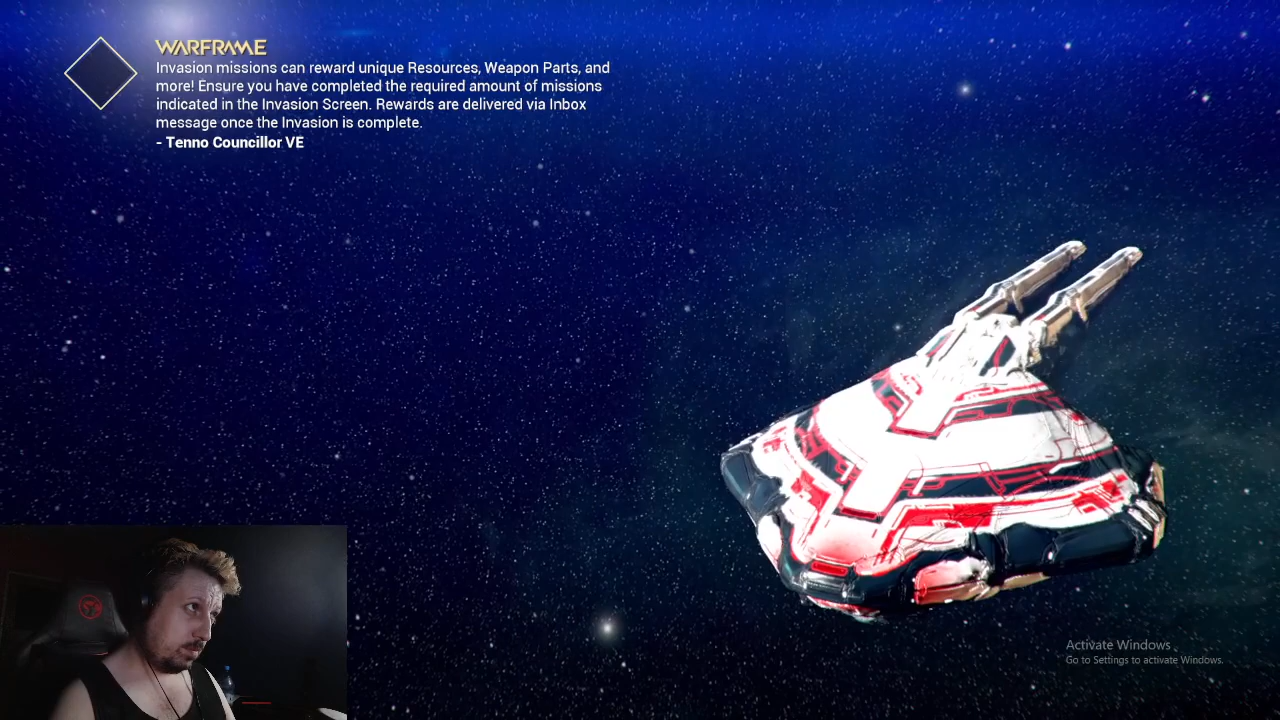 WARFRAME
Invasion missions can reward unique Resources, Weapon Parts, and
more! Ensure you have completed the required amount of missions
indicated in the Invasion Screen. Rewards are delivered via Inbox
message once the Invasion is complete.
- Tenno Councillor VE
Activate Windows
Go to Settings to activate Windows.